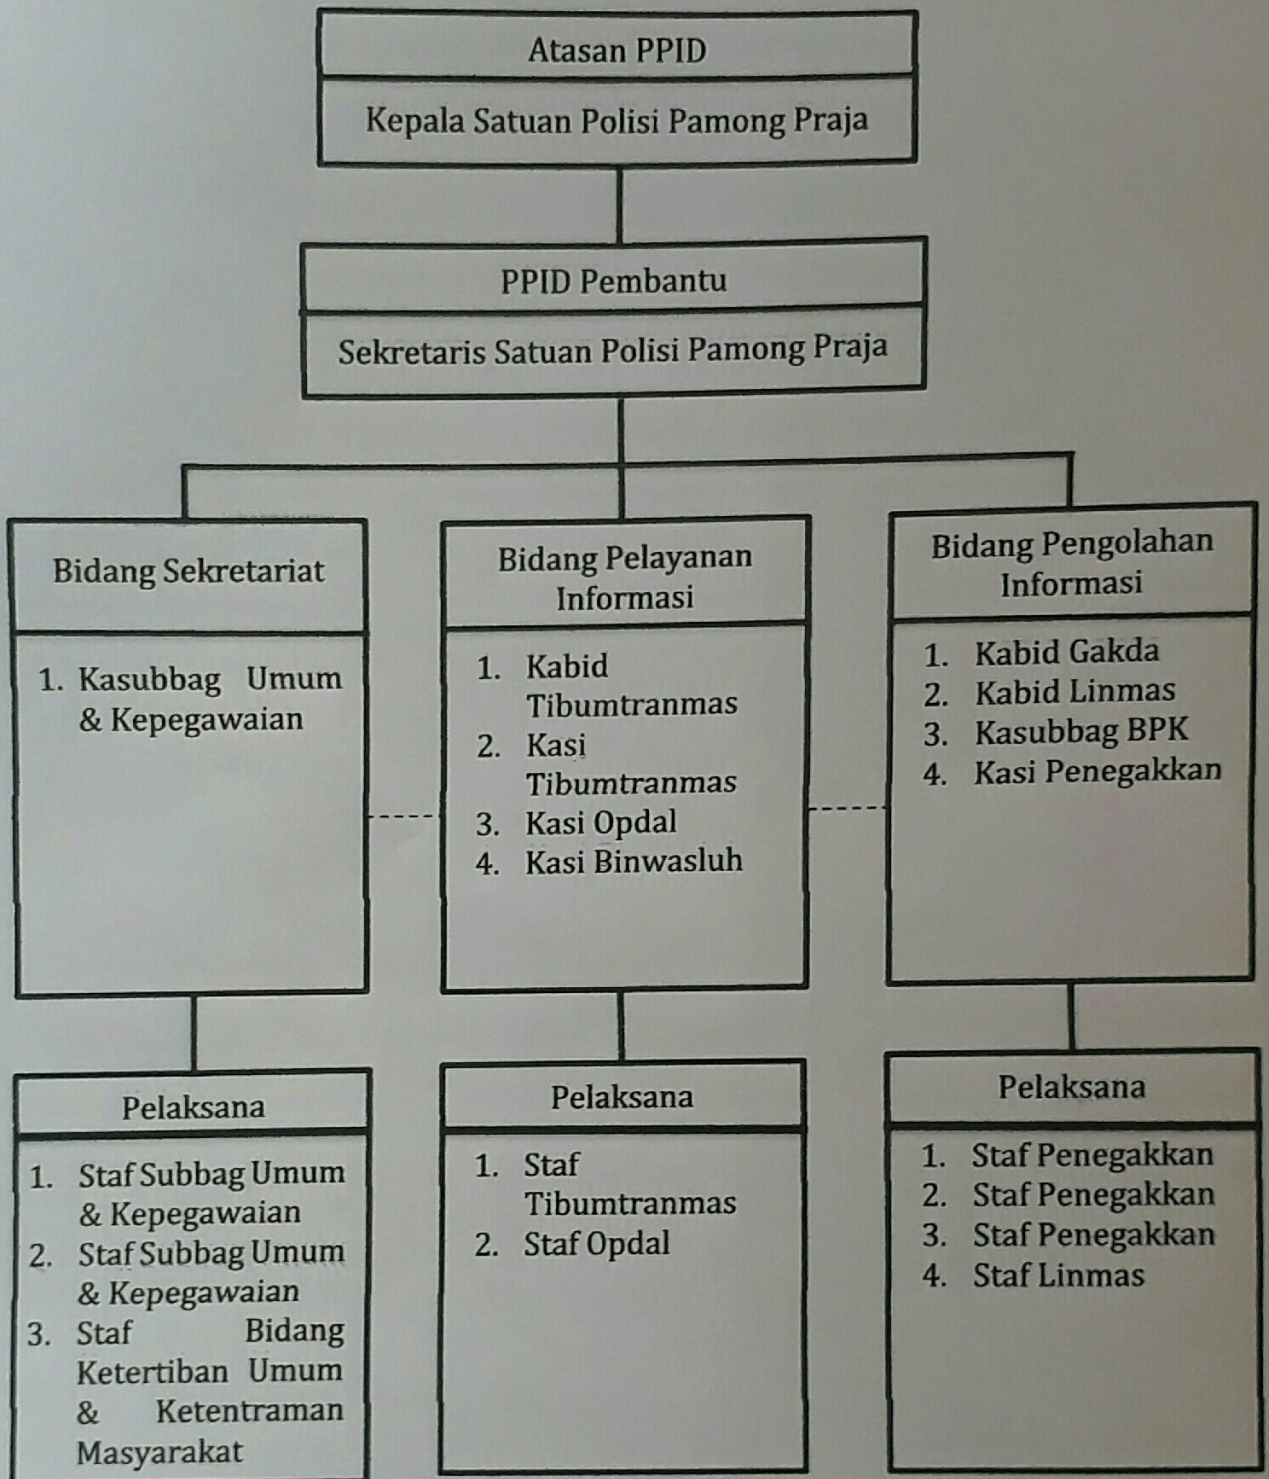 Atasan PPID
Kepala Satuan Polisi Pamong Praja
PPID Pembantu
Sekretaris Satuan Polisi Pamong Praja
Bidang Sekretariat
1. Kasubbag Umum
& Kepegawaian
Bidang Pelayanan
Informasi
1. Kabid
Tibumtranmas
2. Kasi
Tibumtranmas
3. Kasi Opdal
4. Kasi Binwasluh
Bidang Pengolahan
Informasi
1. Kabid Gakda
2. Kabid Linmas
3. Kasubbag BPK
4. Kasi Penegakkan
Pelaksana
1. Staf Subbag Umum
& Kepegawaian
2. Staf Subbag Umum
& Kepegawaian
3. Staf Bidang
Ketertiban Umum
& Ketentraman
Masyarakat
Pelaksana
1. Staf
Tibumtranmas
2. Staf Opdal
Pelaksana
1. Staf Penegakkan
2. Staf Penegakkan
3. Staf Penegakkan
4. Staf Linmas